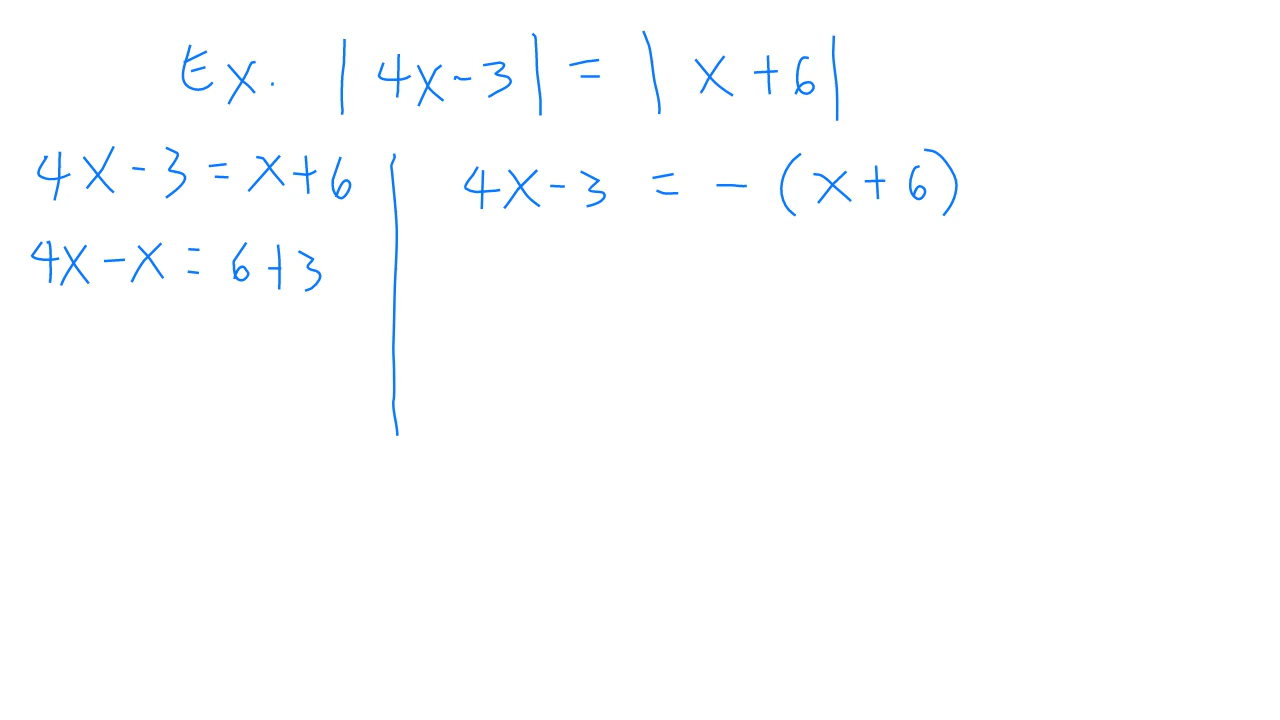 Ex. |4x-3| = |x+6|
4x-3=x+6
4x-x=6+3
4x-3 = -(x+6)